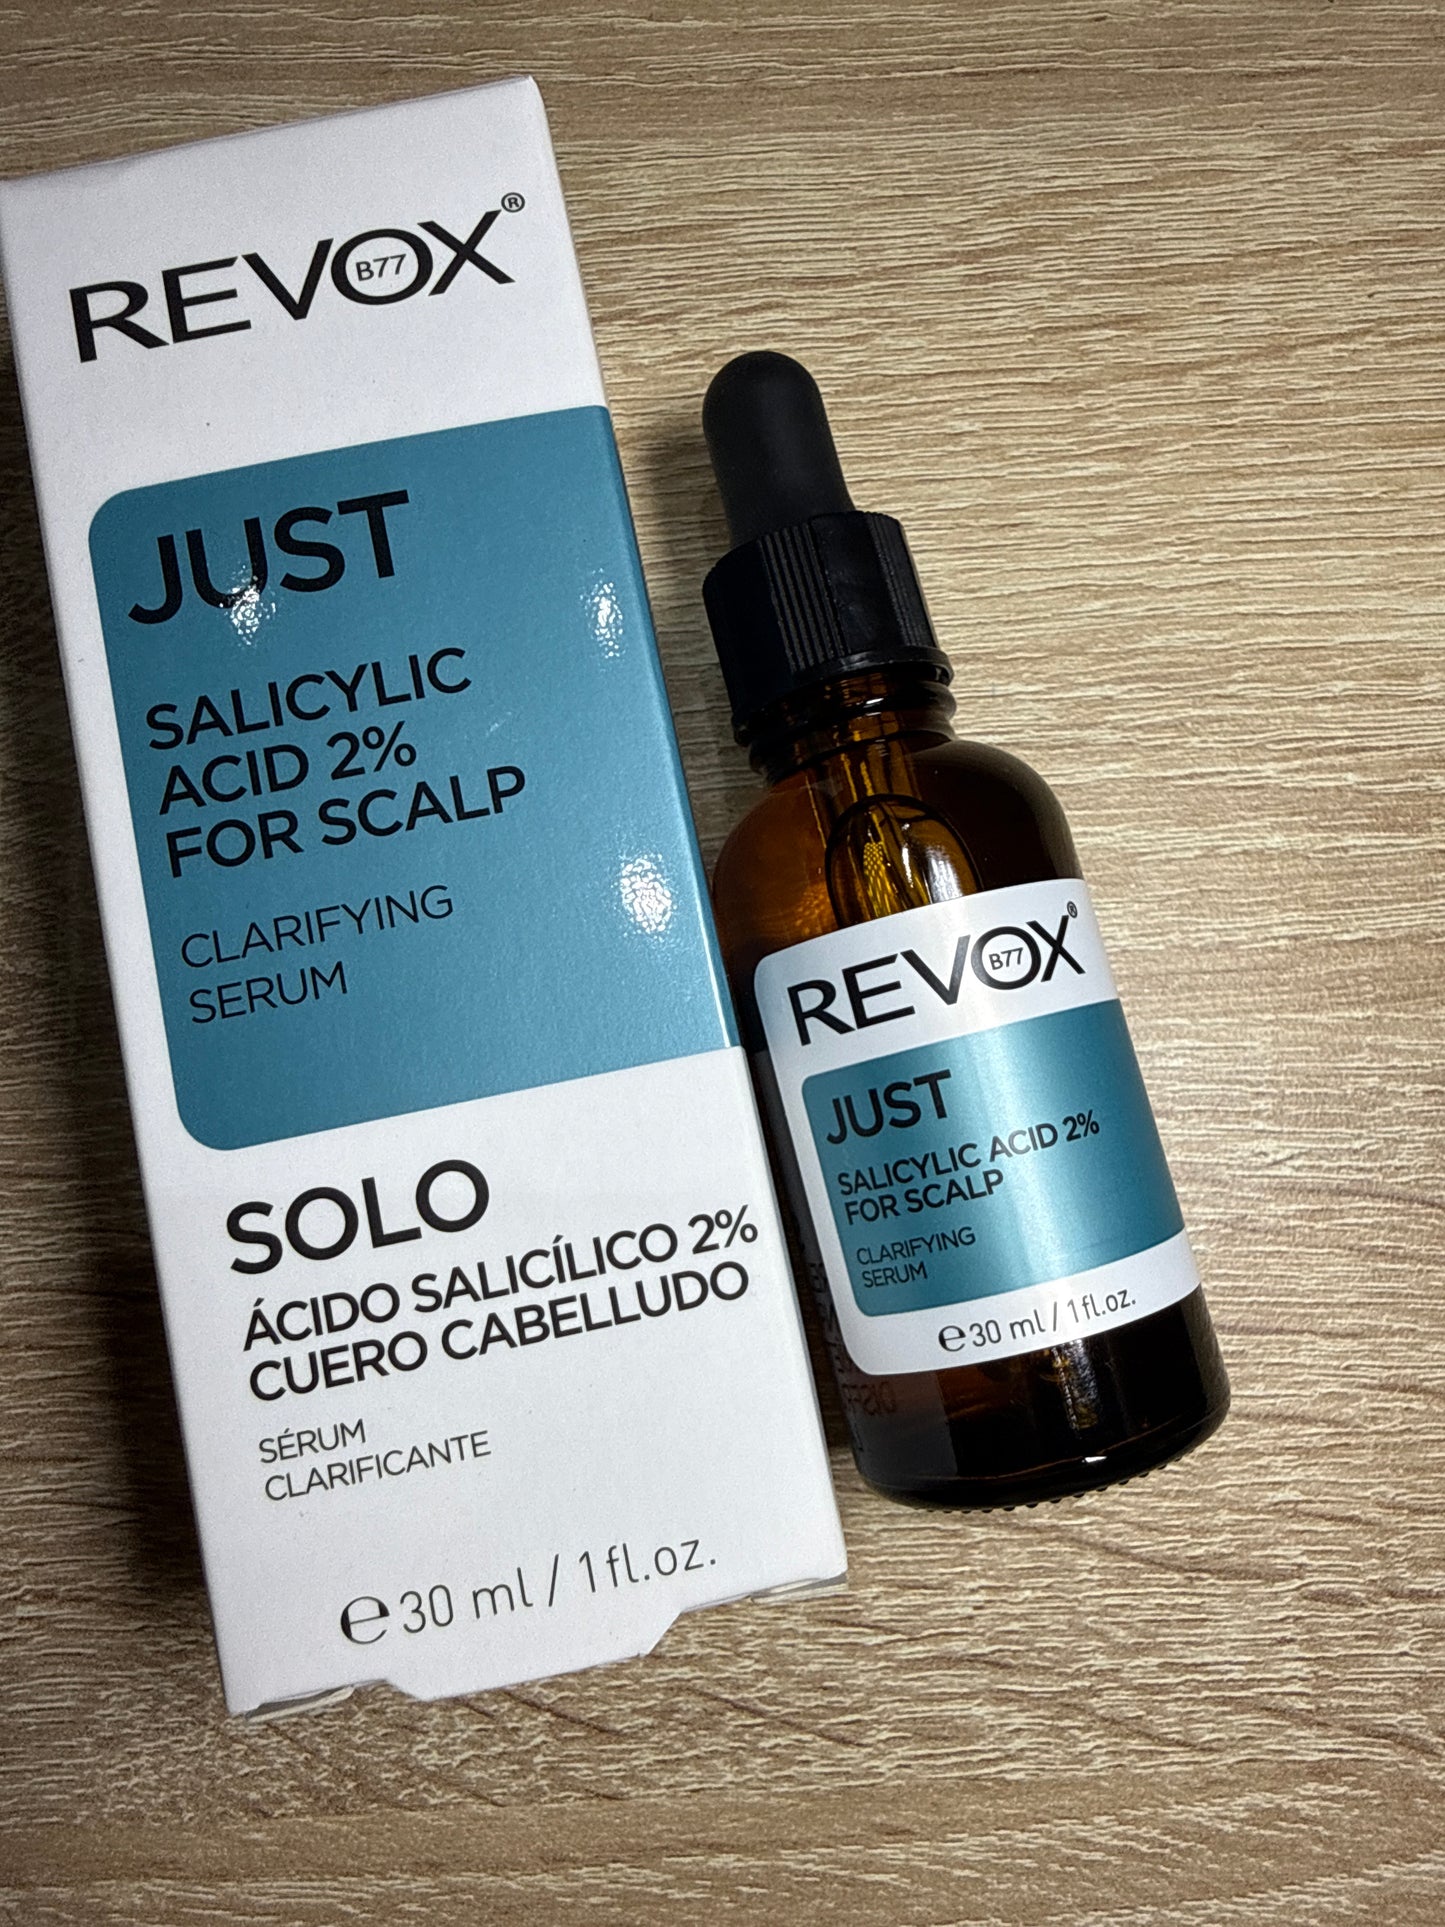 REVOX®
B77
JUST
SALICYLIC
ACID 2%
FOR SCALP
CLARIFYING
SERUM
SOLO
ÁCIDO SALICÍLICO 2%
CUERO CABELLUDO
SÉRUM
CLARIFICANTE
℮30 ml / 1 fl.oz.
REVOX®
B77
JUST
SALICYLIC ACID 2%
FOR SCALP
CLARIFYING
SERUM
℮30 ml / 1 fl.oz.